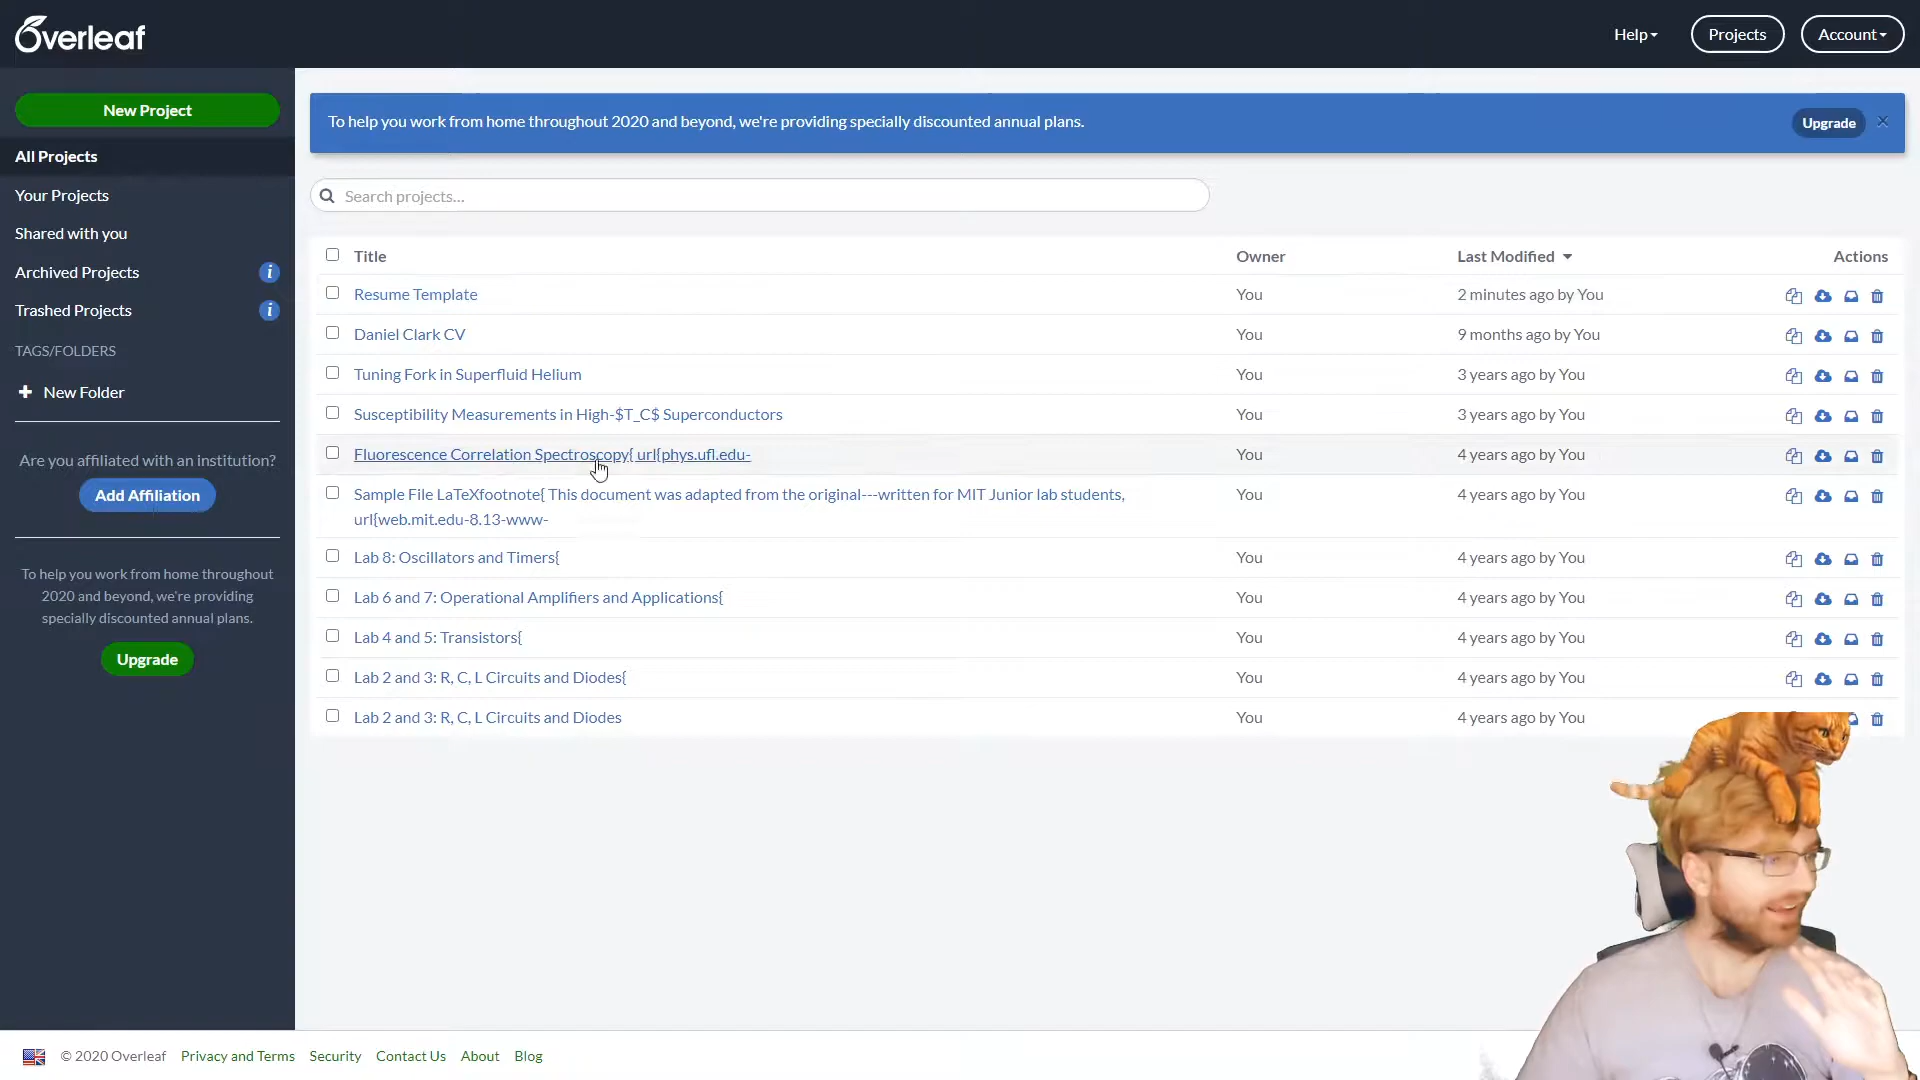 Overleaf
Help
Projects
Account
New Project
All Projects
Your Projects
Shared with you
Archived Projects
i
Trashed Projects
i
TAGS/FOLDERS
New Folder
Are you affiliated with an institution?
Add Affiliation
To help you work from home throughout
2020 and beyond, we're providing
specially discounted annual plans.
Upgrade
To help you work from home throughout 2020 and beyond, we're providing specially discounted annual plans.
Upgrade
×
Search projects...
Title Owner Last Modified Actions
Resume Template You 2 minutes ago by You
Daniel Clark CV You 9 months ago by You
Tuning Fork in Superfluid Helium You 3 years ago by You
Susceptibility Measurements in High-$T_C$ Superconductors You 3 years ago by You
Fluorescence Correlation Spectroscopy{ url{phys.ufl.edu- You 4 years ago by You
Sample File LaTeXfootnote{ This document was adapted from the original---written for MIT Junior lab students, You 4 years ago by You
url{web.mit.edu-8.13-www-
Lab 8: Oscillators and Timers{ You 4 years ago by You
Lab 6 and 7: Operational Amplifiers and Applications{ You 4 years ago by You
Lab 4 and 5: Transistors{ You 4 years ago by You
Lab 2 and 3: R, C, L Circuits and Diodes{ You 4 years ago by You
Lab 2 and 3: R, C, L Circuits and Diodes You 4 years ago by You
© 2020 Overleaf Privacy and Terms Security Contact Us About Blog